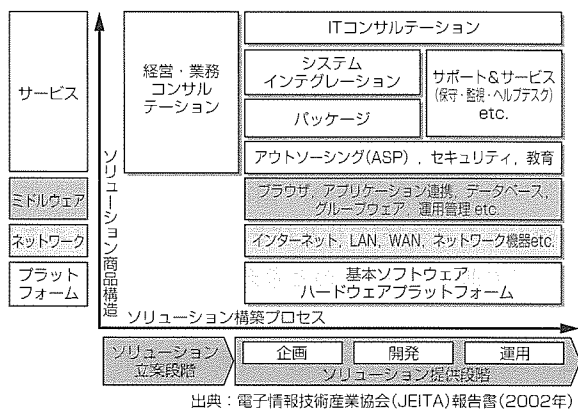 サービス
ミドルウェア
ネットワーク
プラット
フォーム
ソリューション商品構造
経営・業務
コンサル
テーション
ITコンサルテーション
システム
インテグレーション
パッケージ
サポート&サービス
(保守・監視・ヘルプデスク)
etc.
アウトソーシング(ASP)，セキュリティ，教育
ブラウザ，アプリケーション連携，データベース，
グループウェア，運用管理 etc.
インターネット，LAN，WAN，ネットワーク機器etc.
基本ソフトウェア
ハードウェアプラットフォーム
ソリューション構築プロセス
ソリューション
立案段階
企画
開発
運用
ソリューション提供段階
出典：電子情報技術産業協会(JEITA)報告書(2002年)